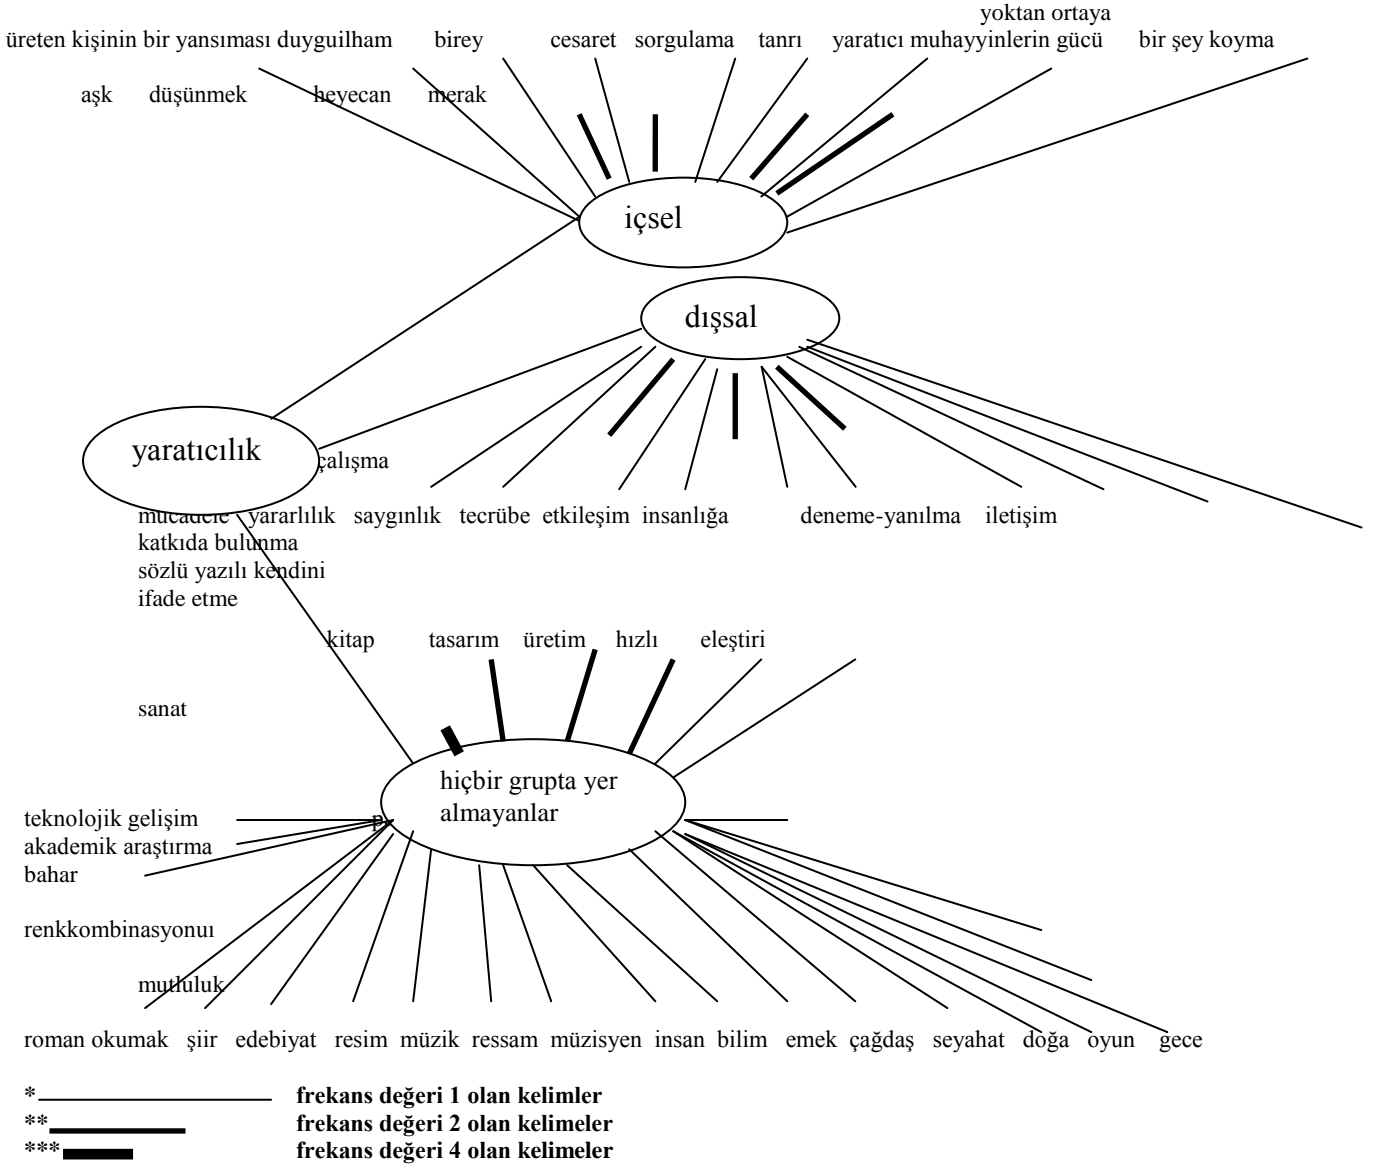 yoktan ortaya
üreten kişinin bir yansıması duyguilham birey cesaret sorgulama tanrı yaratıcı muhayyinlerin gücü bir şey koyma
aşk düşünmek heyecan merak
içsel
dışsal
yaratıcılık
çalışma
mücadele yararlılık saygınlık tecrübe etkileşim insanlığa deneme-yanılma iletişim
katkıda bulunma
sözlü yazılı kendini
ifade etme
kitap tasarım üretim hızlı eleştiri
sanat
hiçbir grupta yer
almayanlar
teknolojik gelişim p
akademik araştırma
bahar
renkkombinasyonuı
mutluluk
roman okumak şiir edebiyat resim müzik ressam müzisyen insan bilim emek çağdaş seyahat doğa oyun gece
* frekans değeri 1 olan kelimler
** frekans değeri 2 olan kelimeler
*** frekans değeri 4 olan kelimeler